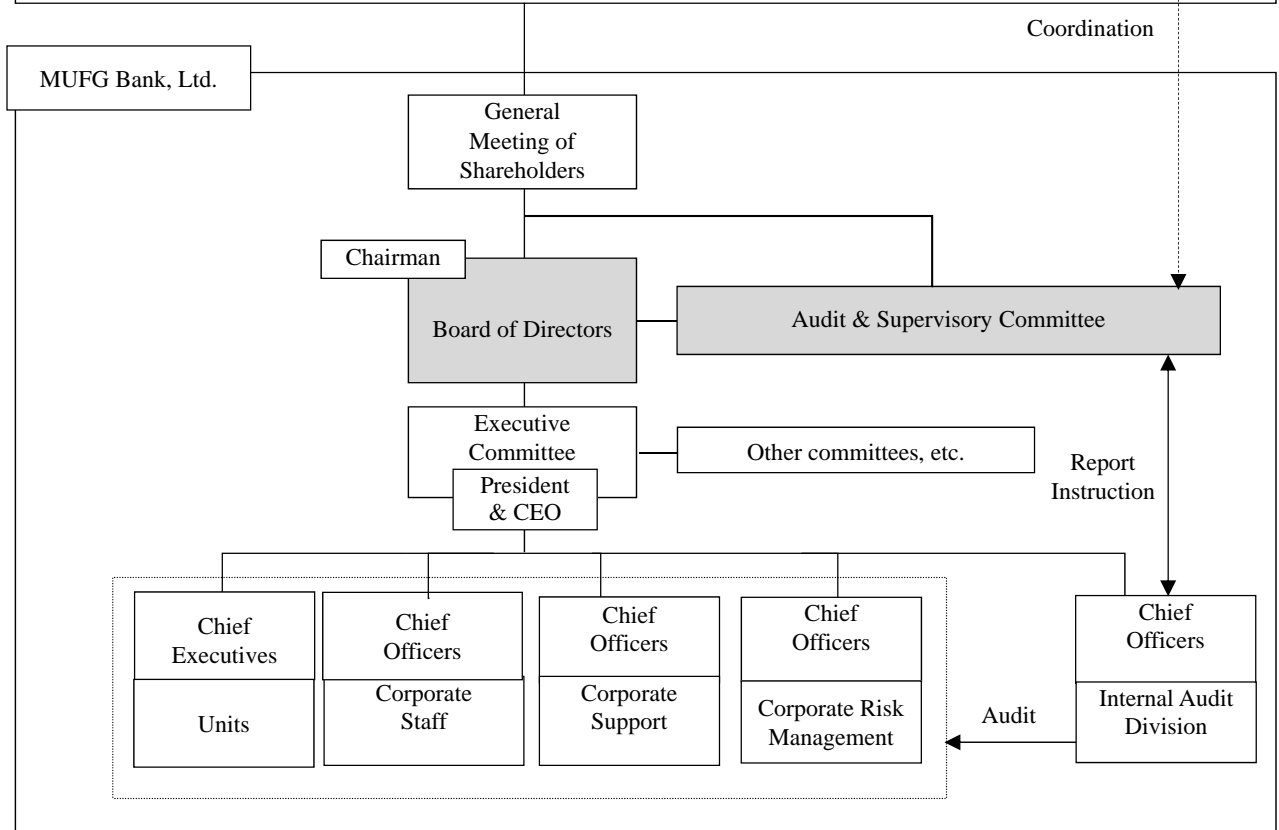 Coordination
MUFG Bank, Ltd.
General
Meeting of
Shareholders
Chairman
Board of Directors
Audit & Supervisory Committee
Executive
Committee
President
& CEO
Other committees, etc.
Report
Instruction
Chief
Executives
Units
Chief
Officers
Corporate
Staff
Chief
Officers
Corporate
Support
Chief
Officers
Corporate Risk
Management
Audit
Chief
Officers
Internal Audit
Division